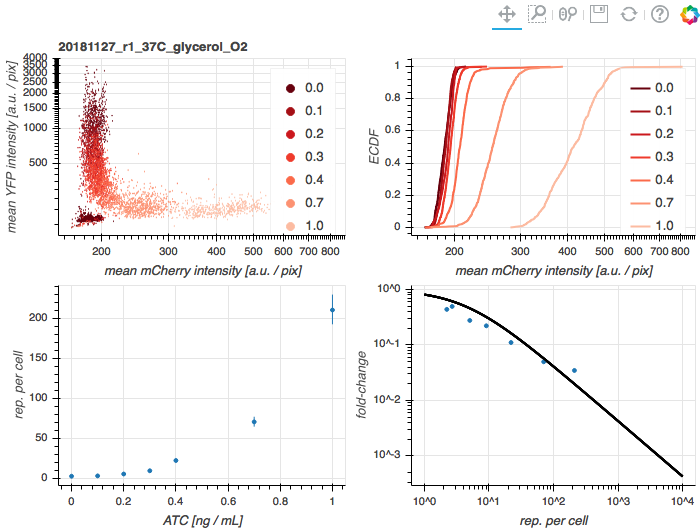 20181127_r1_37C_glycerol_O2
mean YFP intensity [a.u. / pix]
4000
3500
3000
2500
2000
1500
1000
500
0.0
0.1
0.2
0.3
0.4
0.7
1.0
200 300 400 500 600 700 800
mean mCherry intensity [a.u. / pix]
ECDF
1
0.8
0.6
0.4
0.2
0
0.0
0.1
0.2
0.3
0.4
0.7
1.0
200 300 400 500 600 700 800
mean mCherry intensity [a.u. / pix]
rep. per cell
200
150
100
50
0
0 0.2 0.4 0.6 0.8 1
ATC [ng / mL]
fold-change
10^0
10^-1
10^-2
10^-3
10^0 10^1 10^2 10^3 10^4
rep. per cell